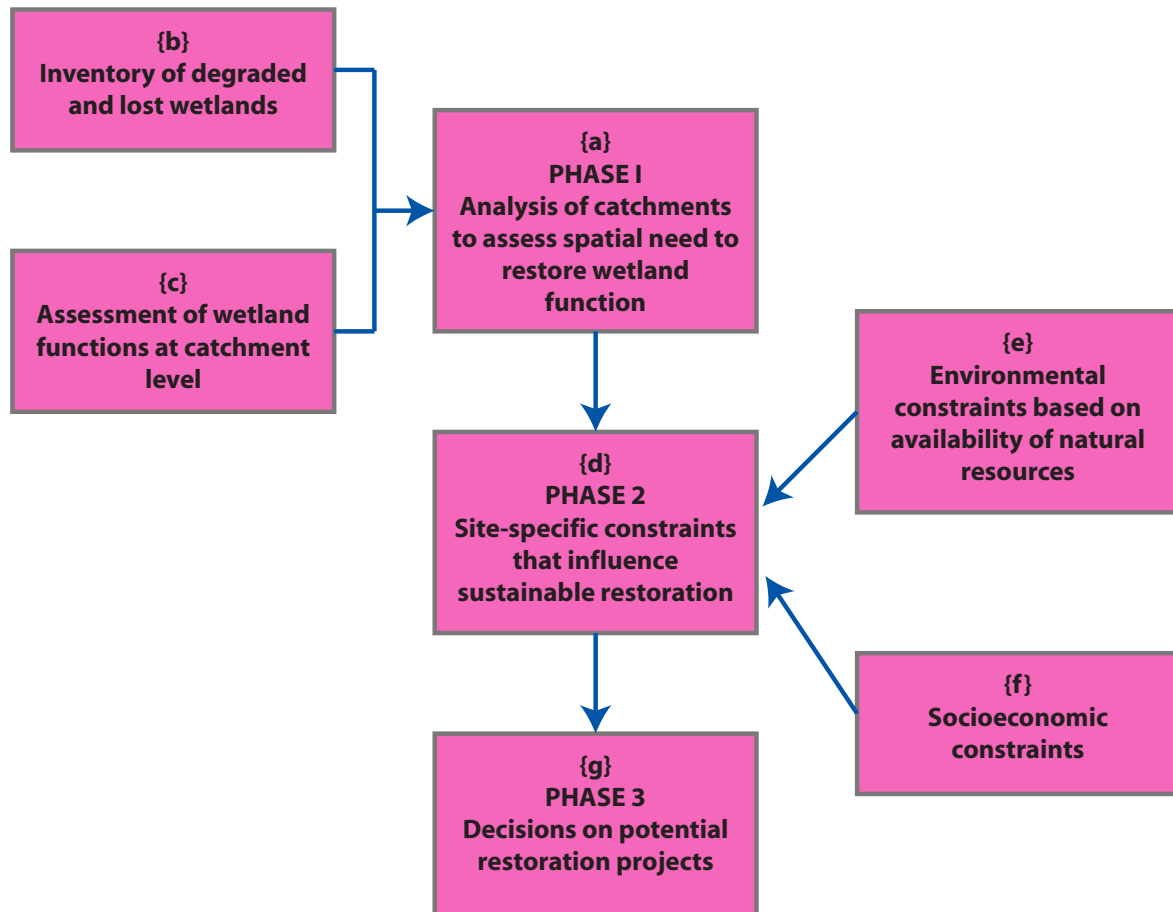 {b}
Inventory of degraded
and lost wetlands
{a}
PHASE I
Analysis of catchments
to assess spatial need to
restore wetland
function
{c}
Assessment of wetland
functions at catchment
level
{e}
Environmental
constraints based on
availability of natural
resources
{d}
PHASE 2
Site-specific constraints
that influence
sustainable restoration
{f}
Socioeconomic
constraints
{g}
PHASE 3
Decisions on potential
restoration projects